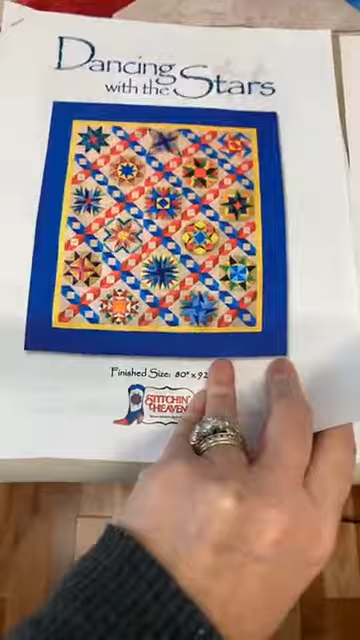 Dancing
with the Stars
Finished Size: 80" x 92
STITCHIN'
HEAVEN